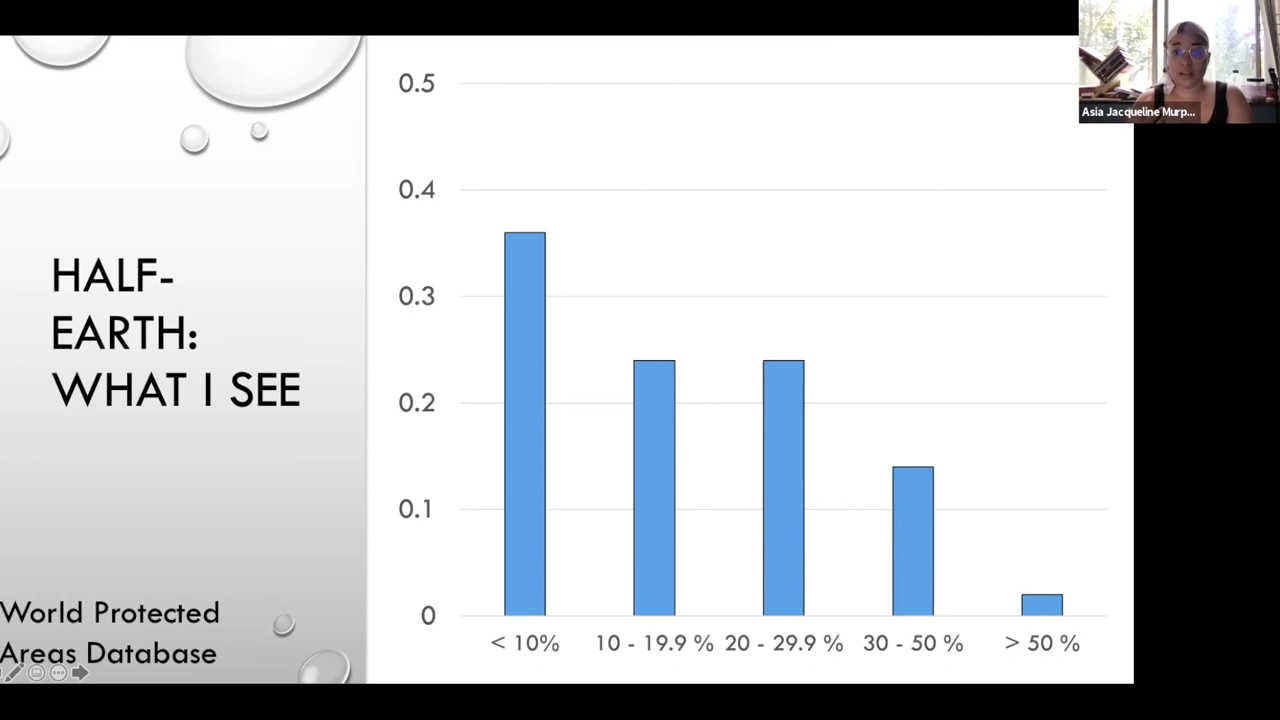 HALF-
EARTH:
WHAT I SEE
World Protected
Areas Database
0.5
0.4
0.3
0.2
0.1
0
< 10%
10 - 19.9 %
20 - 29.9 %
30 - 50 %
> 50 %
Asia Jacqueline Murp...